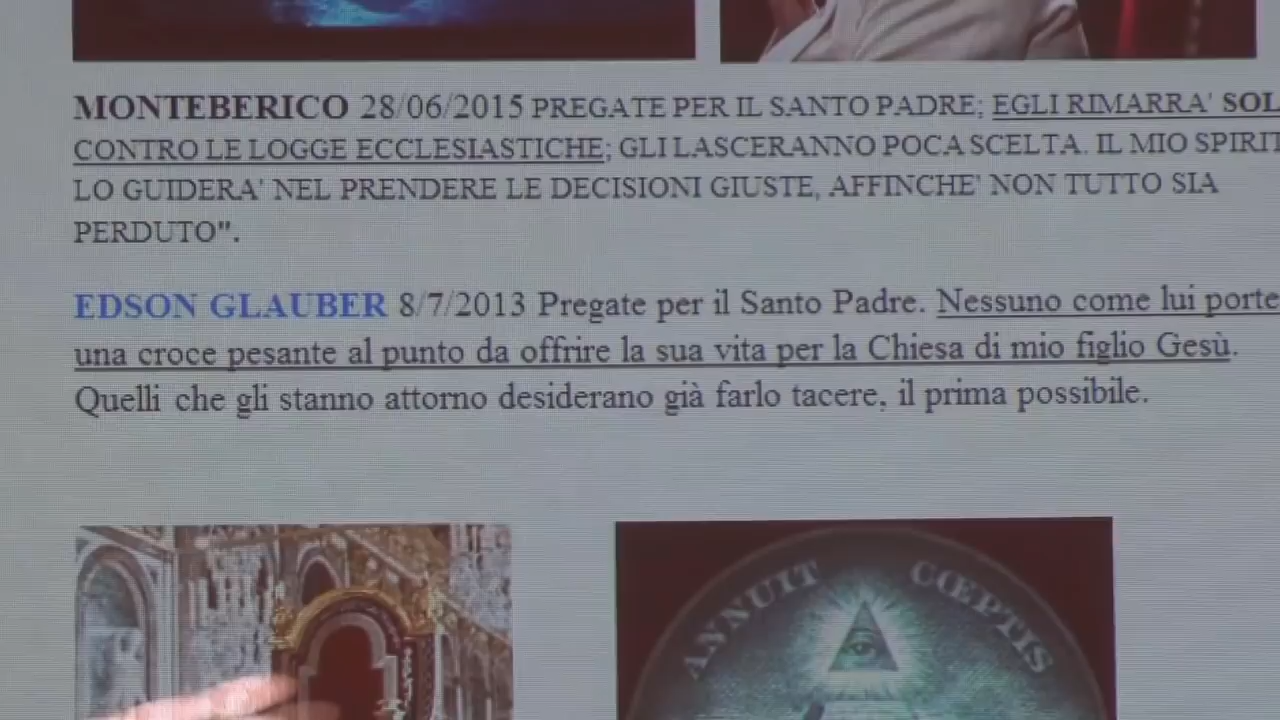 MONTEBERICO 28/06/2015 PREGATE PER IL SANTO PADRE; EGLI RIMARRA' SOL
CONTRO LE LOGGE ECCLESIASTICHE; GLI LASCERANNO POCA SCELTA. IL MIO SPIRIT
LO GUIDERA' NEL PRENDERE LE DECISIONI GIUSTE, AFFINCHE' NON TUTTO SIA
PERDUTO".
EDSON GLAUBER 8/7/2013 Pregate per il Santo Padre. Nessuno come lui porte
una croce pesante al punto da offrire la sua vita per la Chiesa di mio figlio Gesù.
Quelli che gli stanno attorno desiderano già farlo tacere, il prima possibile.
ANNUIT CŒPTIS